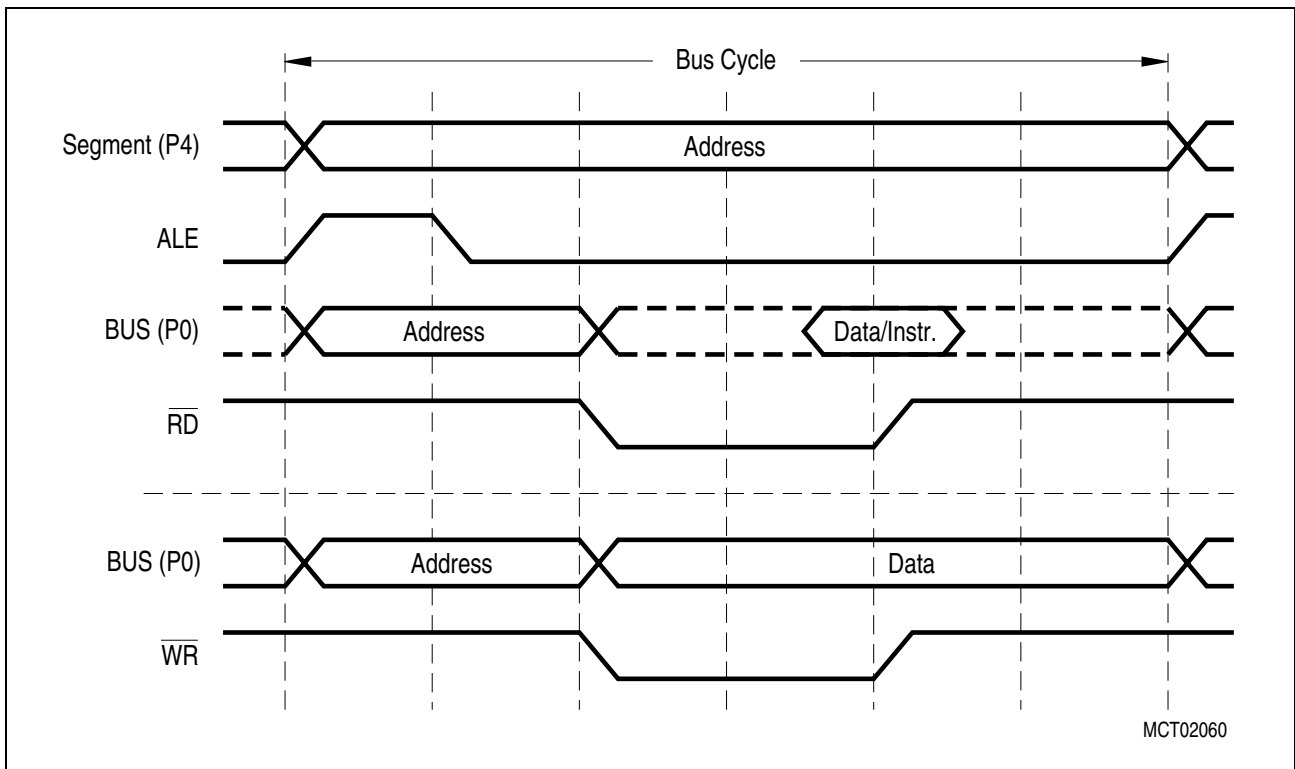 Bus Cycle
Segment (P4)
Address
ALE
BUS (P0)
Address
Data/Instr.
RD
BUS (P0)
Address
Data
WR
MCT02060